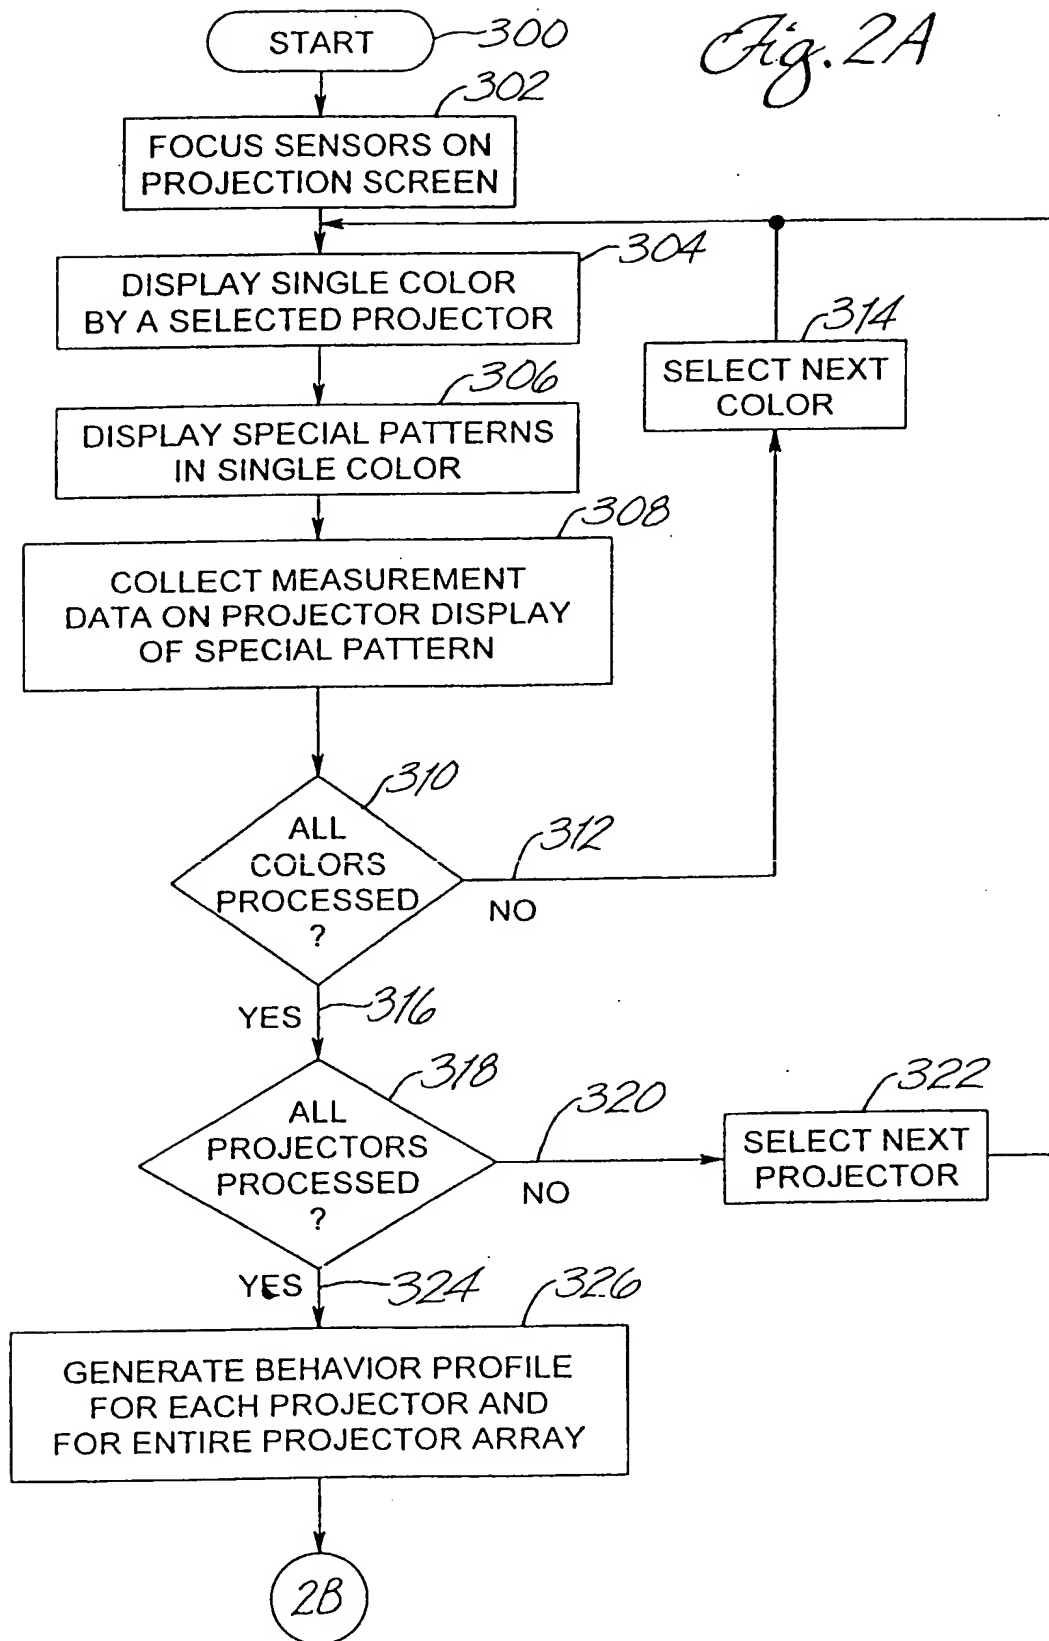 Fig. 2A
START
300
302
FOCUS SENSORS ON
PROJECTION SCREEN
304
DISPLAY SINGLE COLOR
BY A SELECTED PROJECTOR
314
SELECT NEXT
COLOR
306
DISPLAY SPECIAL PATTERNS
IN SINGLE COLOR
308
COLLECT MEASUREMENT
DATA ON PROJECTOR DISPLAY
OF SPECIAL PATTERN
310
ALL
COLORS
PROCESSED
?
312
NO
YES
316
318
ALL
PROJECTORS
PROCESSED
?
320
NO
322
SELECT NEXT
PROJECTOR
YES
324
326
GENERATE BEHAVIOR PROFILE
FOR EACH PROJECTOR AND
FOR ENTIRE PROJECTOR ARRAY
2B